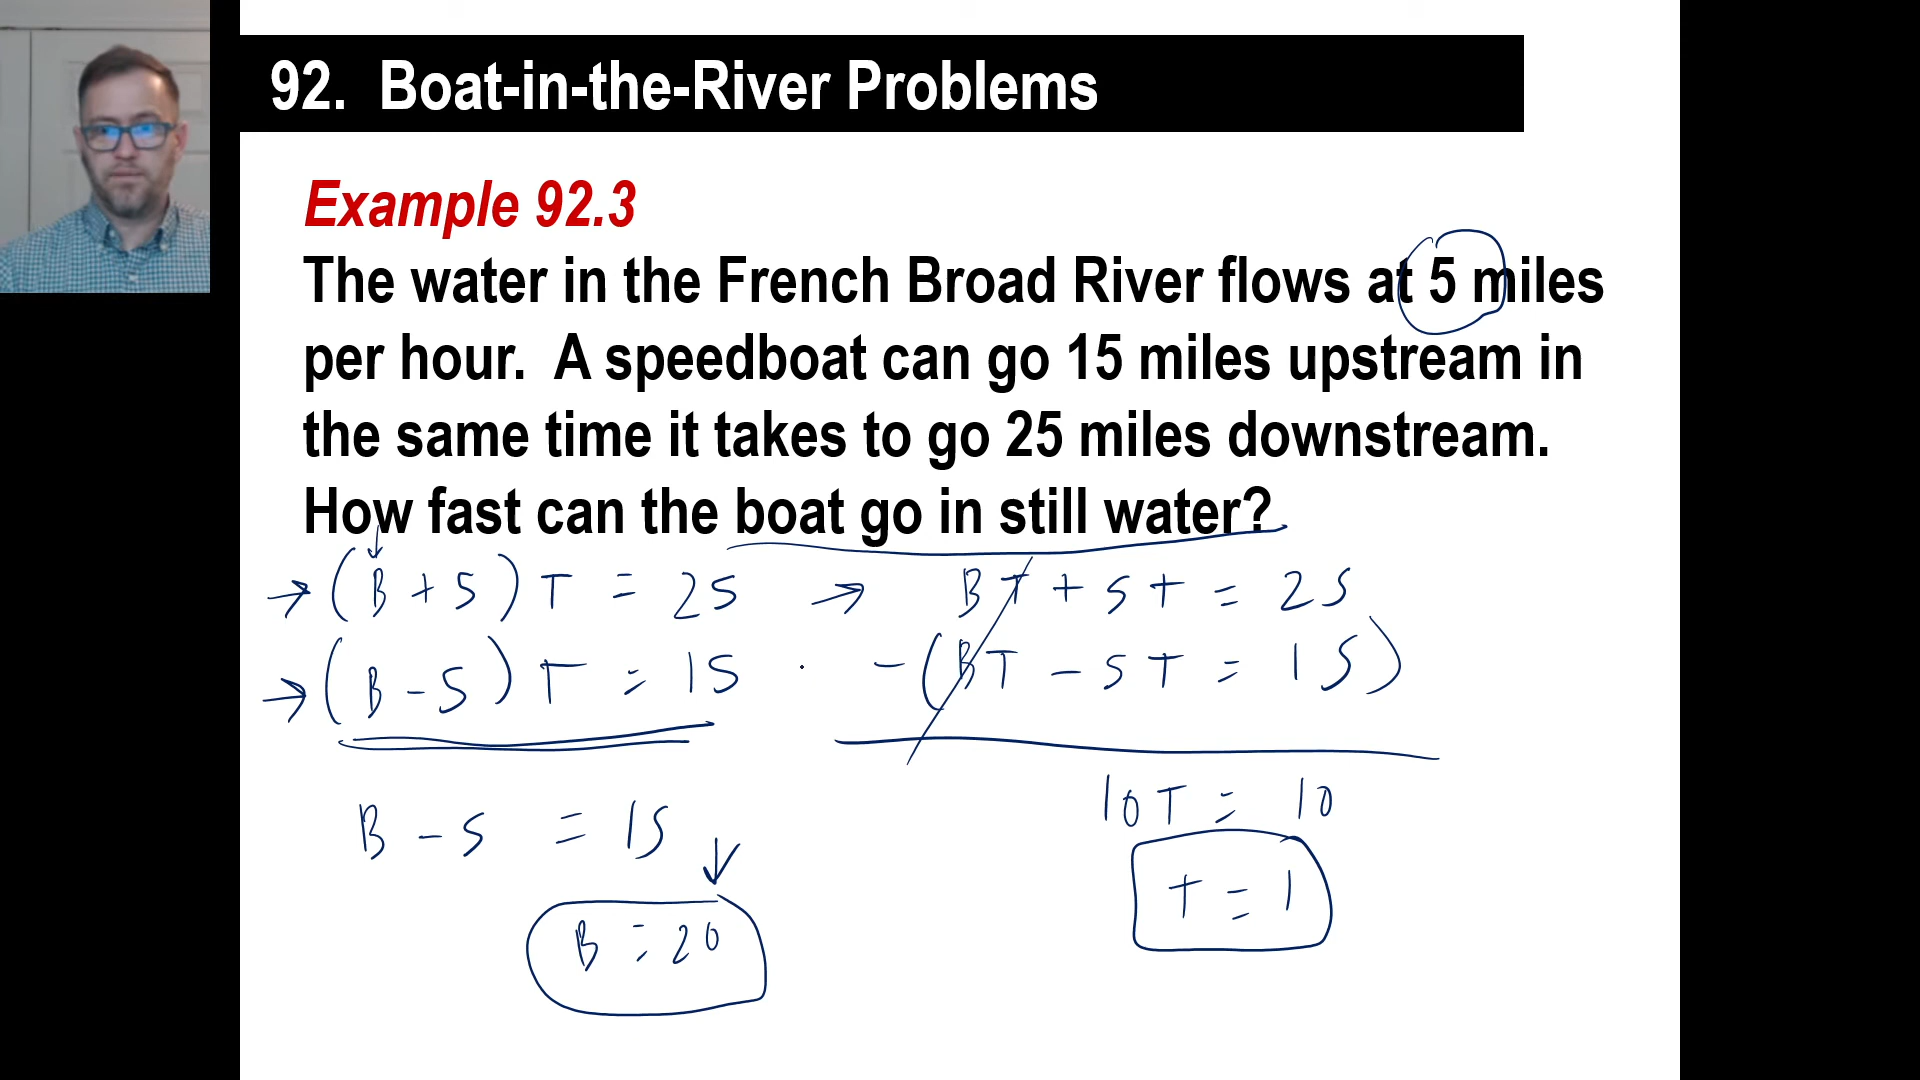 92. Boat-in-the-River Problems
Example 92.3
The water in the French Broad River flows at 5 miles
per hour. A speedboat can go 15 miles upstream in
the same time it takes to go 25 miles downstream.
How fast can the boat go in still water?
→ (B + 5) T = 25 → BT + 5T = 25
→ (B - 5) T = 15 - (BT - 5T = 15)
10T = 10
B - 5 = 15
T = 1
B = 20